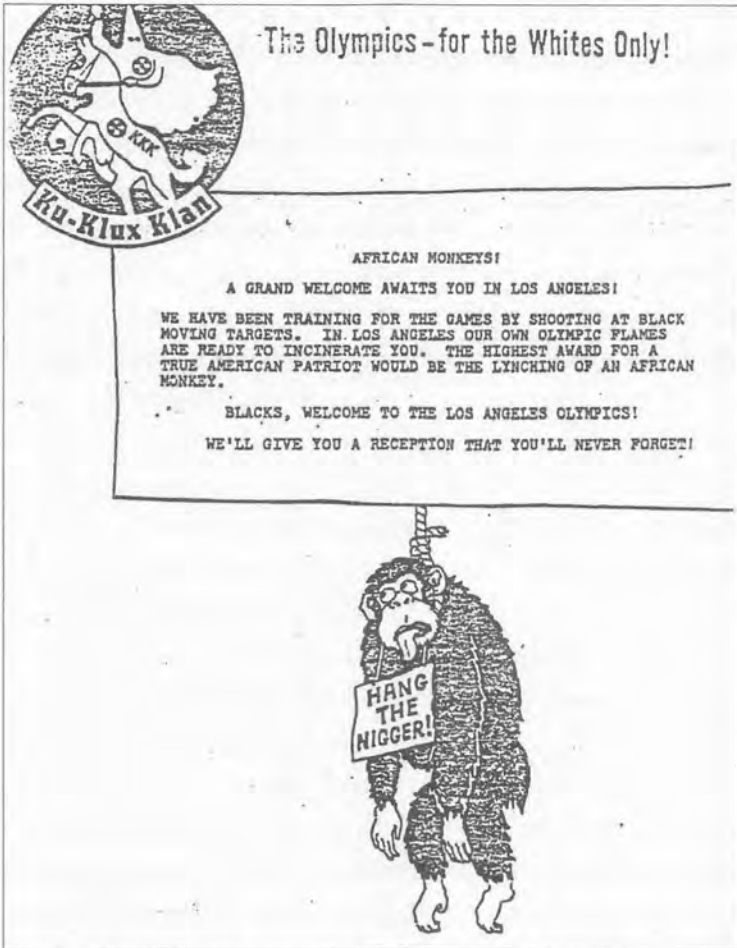 The Olympics - for the Whites Only!
KKK
Ku-Klux Klan
AFRICAN MONKEYS!
A GRAND WELCOME AWAITS YOU IN LOS ANGELES!
WE HAVE BEEN TRAINING FOR THE GAMES BY SHOOTING AT BLACK
MOVING TARGETS. IN LOS ANGELES OUR OWN OLYMPIC FLAMES
ARE READY TO INCINERATE YOU. THE HIGHEST AWARD FOR A
TRUE AMERICAN PATRIOT WOULD BE THE LYNCHING OF AN AFRICAN
MONKEY.
BLACKS, WELCOME TO THE LOS ANGELES OLYMPICS!
WE'LL GIVE YOU A RECEPTION THAT YOU'LL NEVER FORGET!
HANG
THE
NIGGER!